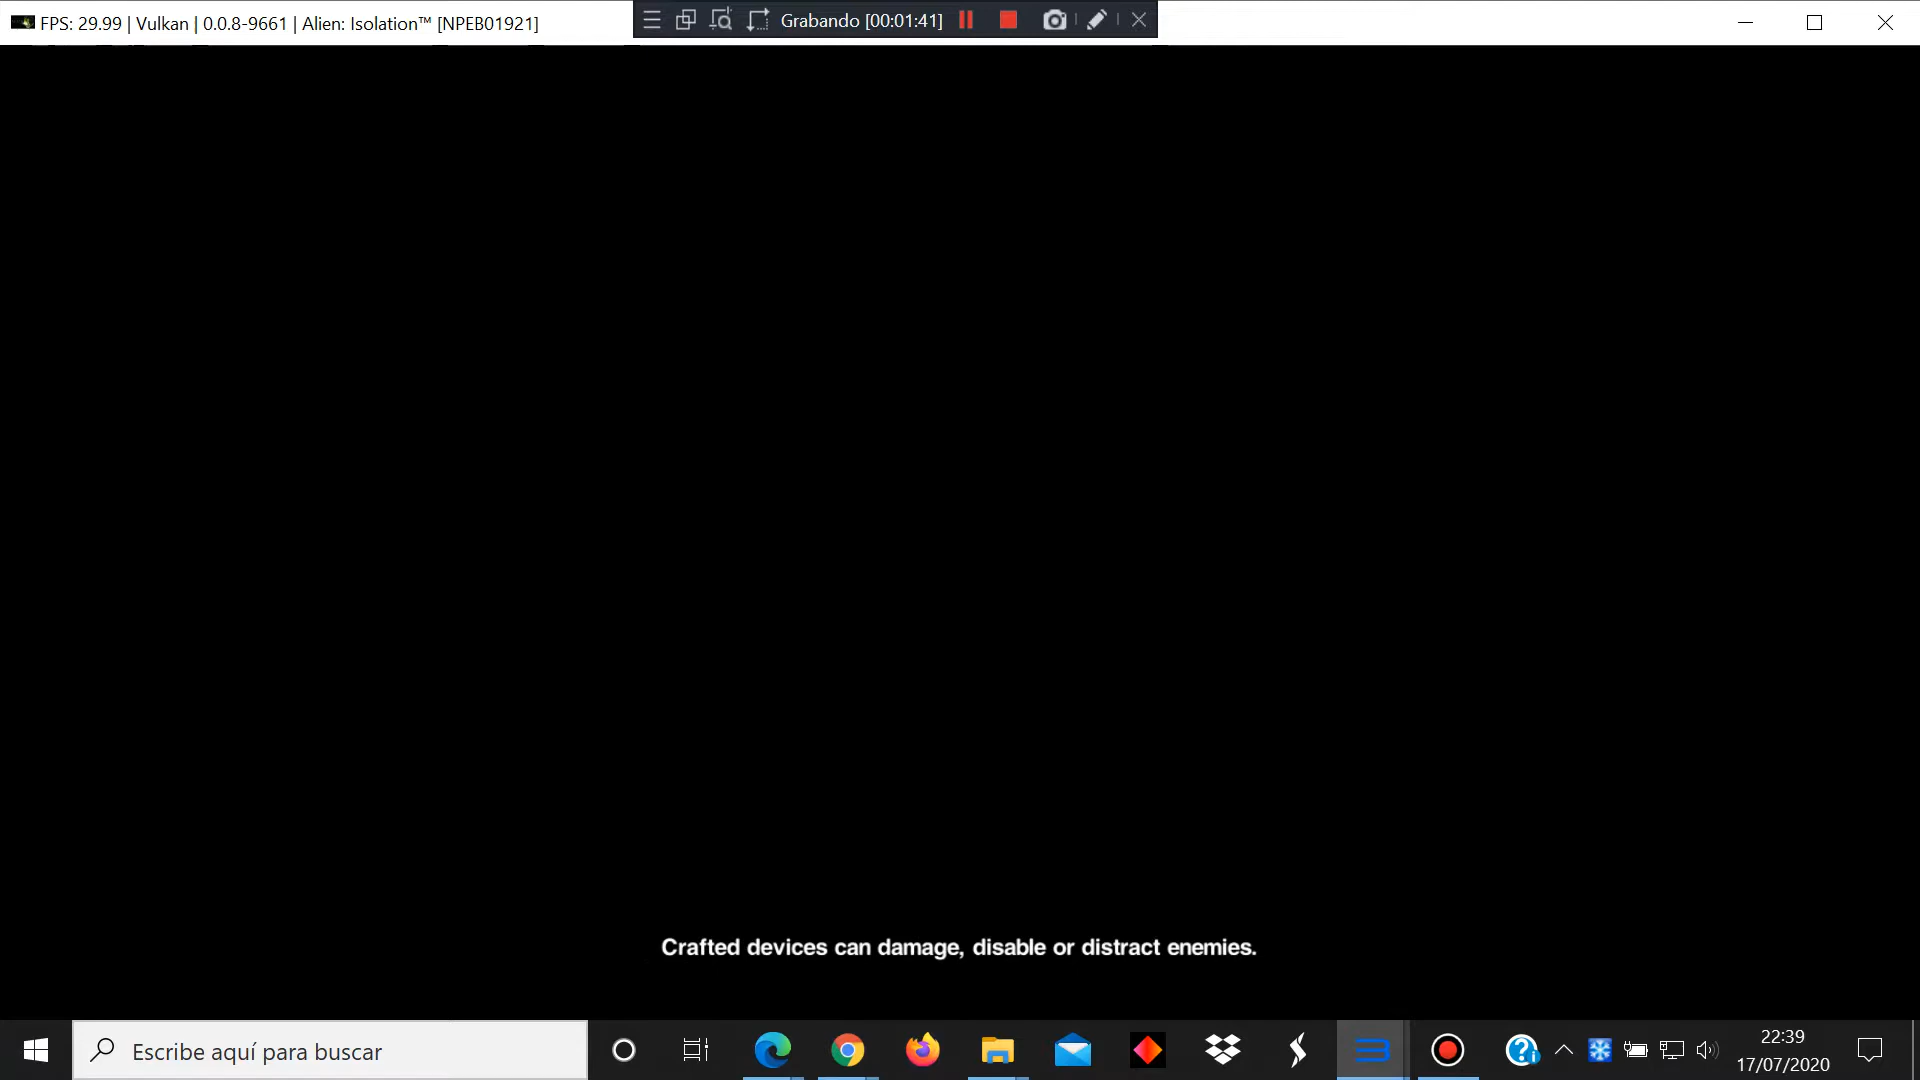 FPS: 29.99 | Vulkan | 0.0.8-9661 | Alien: Isolation™ [NPEB01921]
Grabando [00:01:41]
Crafted devices can damage, disable or distract enemies.
Escribe aquí para buscar
22:39
17/07/2020